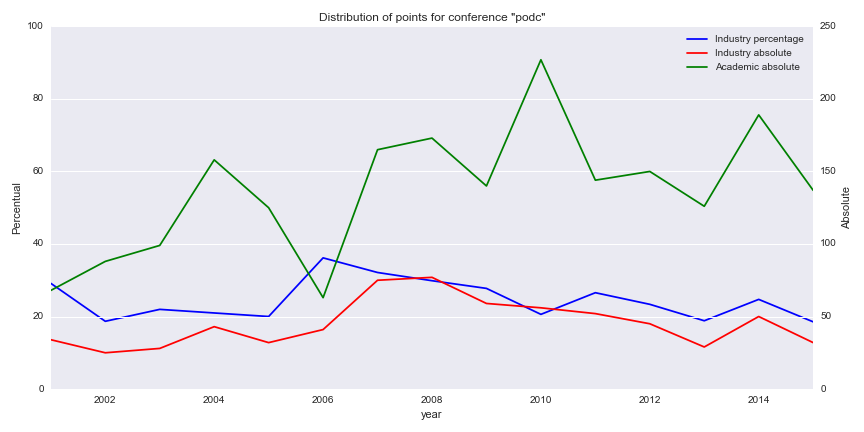 Distribution of points for conference "podc"
Industry percentage
Industry absolute
Academic absolute
100
80
60
40
20
0
Percentual
250
200
150
100
50
0
Absolute
2002 2004 2006 2008 2010 2012 2014
year